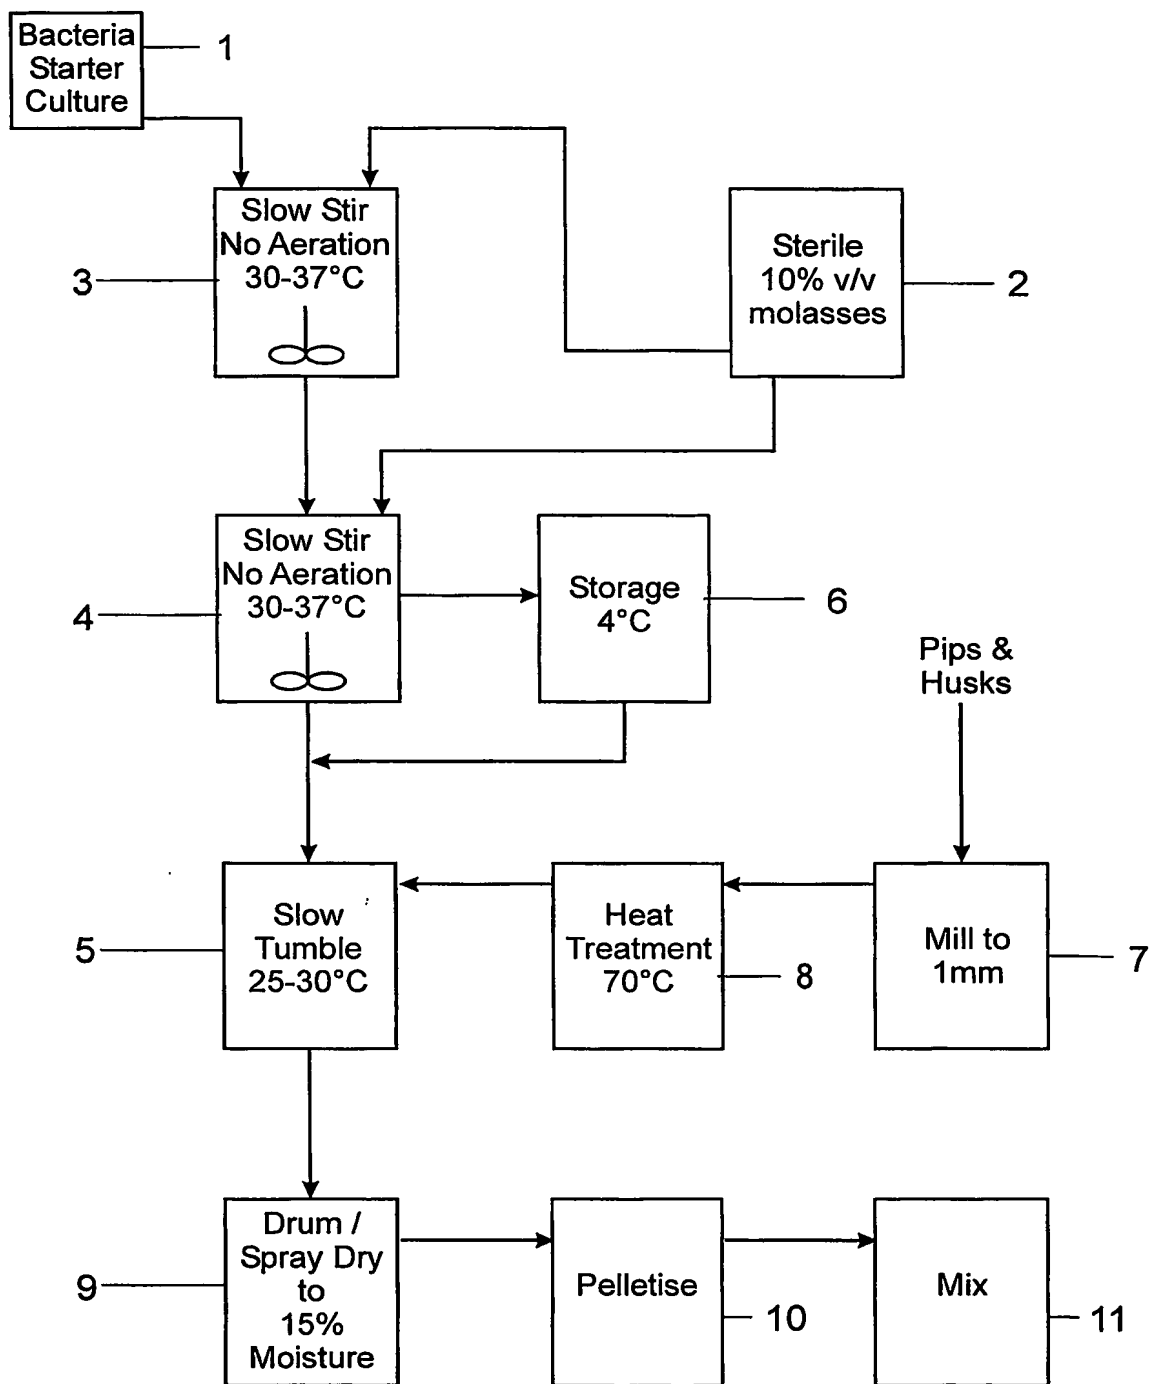 Bacteria
Starter
Culture
1
Slow Stir
No Aeration
30-37°C
3
Sterile
10% v/v
molasses
2
Slow Stir
No Aeration
30-37°C
4
Storage
4°C
6
Pips &
Husks
Slow
Tumble
25-30°C
5
Heat
Treatment
70°C
8
Mill to
1mm
7
Drum /
Spray Dry
to
15%
Moisture
9
Pelletise
10
Mix
11